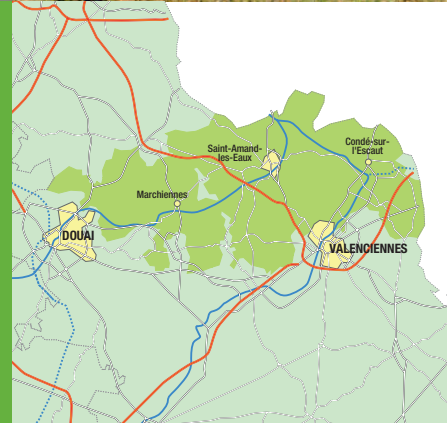 Saint-Amand-
les-Eaux
Condé-sur-
l'Escaut
Marchiennes
DOUAI
VALENCIENNES